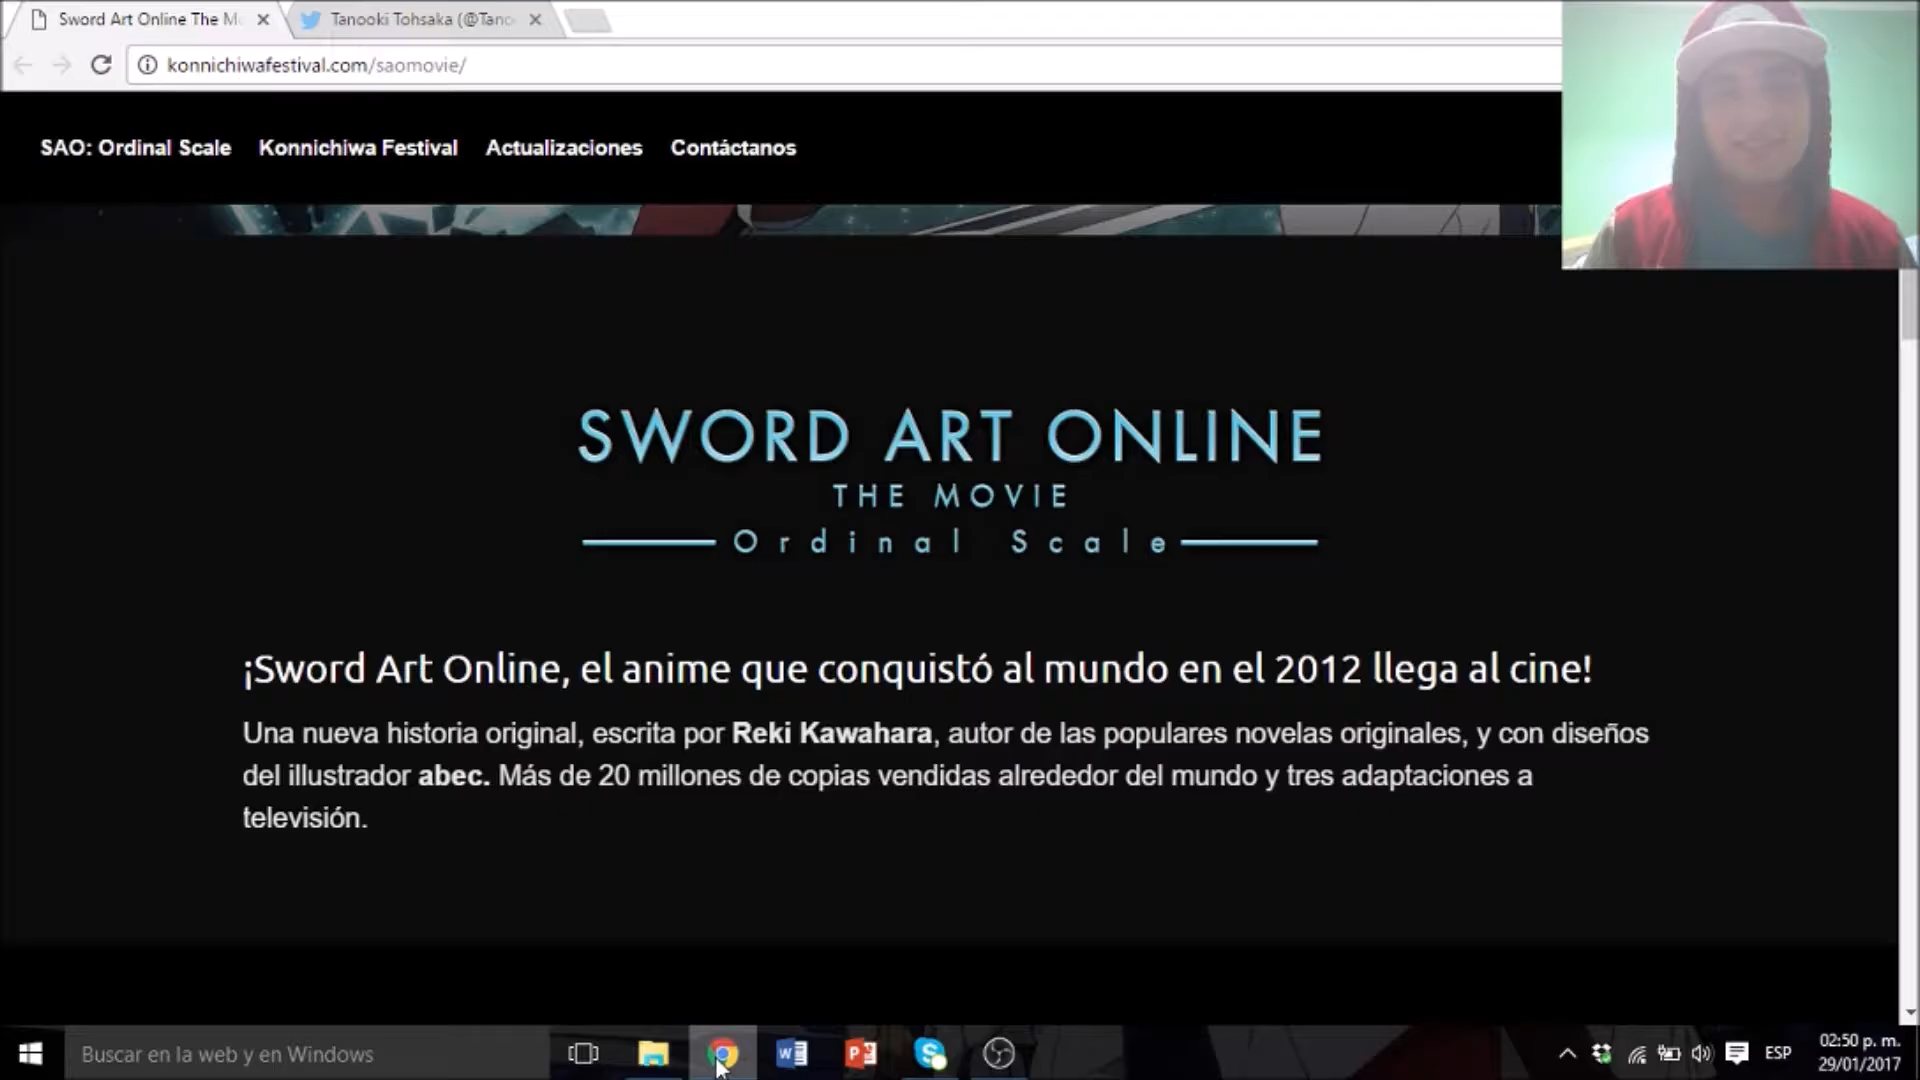 Sword Art Online The M
Tanooki Tohsaka (@Tano
konnichiwafestival.com/saomovie/
SAO: Ordinal Scale Konnichiwa Festival Actualizaciones Contáctanos
SWORD ART ONLINE
THE MOVIE
Ordinal Scale
¡Sword Art Online, el anime que conquistó al mundo en el 2012 llega al cine!
Una nueva historia original, escrita por Reki Kawahara, autor de las populares novelas originales, y con diseños
del illustrador abec. Más de 20 millones de copias vendidas alrededor del mundo y tres adaptaciones a
televisión.
Buscar en la web y en Windows
ESP
02:50 p. m.
29/01/2017